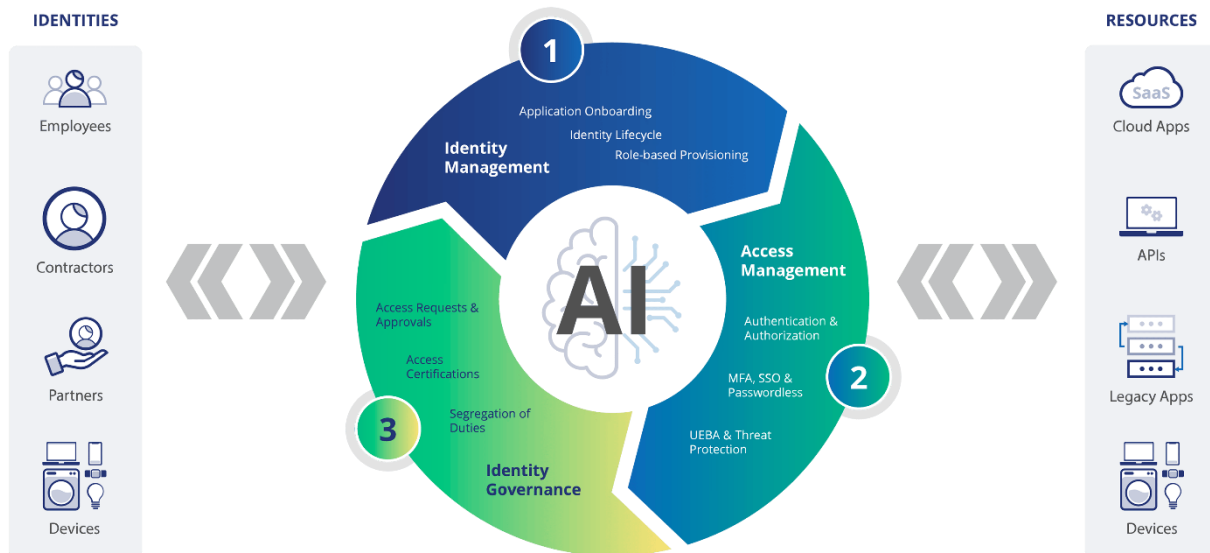 IDENTITIES
Employees
Contractors
Partners
Devices
1
Application Onboarding
Identity Lifecycle
Role-based Provisioning
Identity
Management
AI
Access
Management
Authentication &
Authorization
MFA, SSO &
Passwordless
UEBA & Threat
Protection
2
Access Requests &
Approvals
Access
Certifications
Segregation of
Duties
3
Identity
Governance
RESOURCES
SaaS
Cloud Apps
APIs
Legacy Apps
Devices